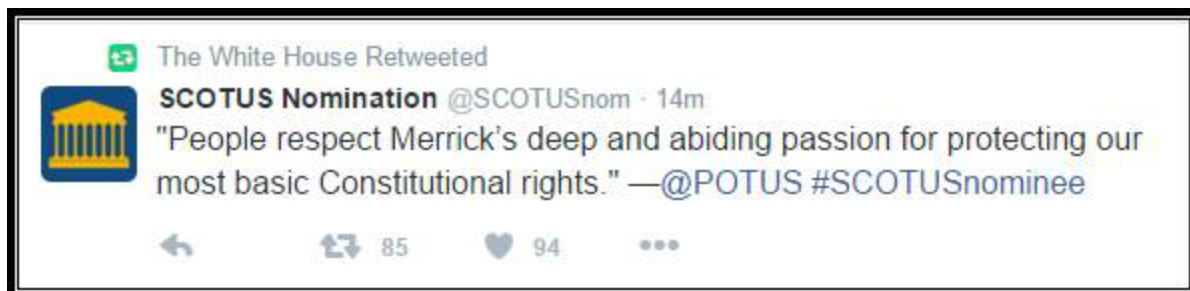 The White House Retweeted
SCOTUS Nomination @SCOTUSnom · 14m
"People respect Merrick's deep and abiding passion for protecting our
most basic Constitutional rights." —@POTUS #SCOTUSnominee
85 94